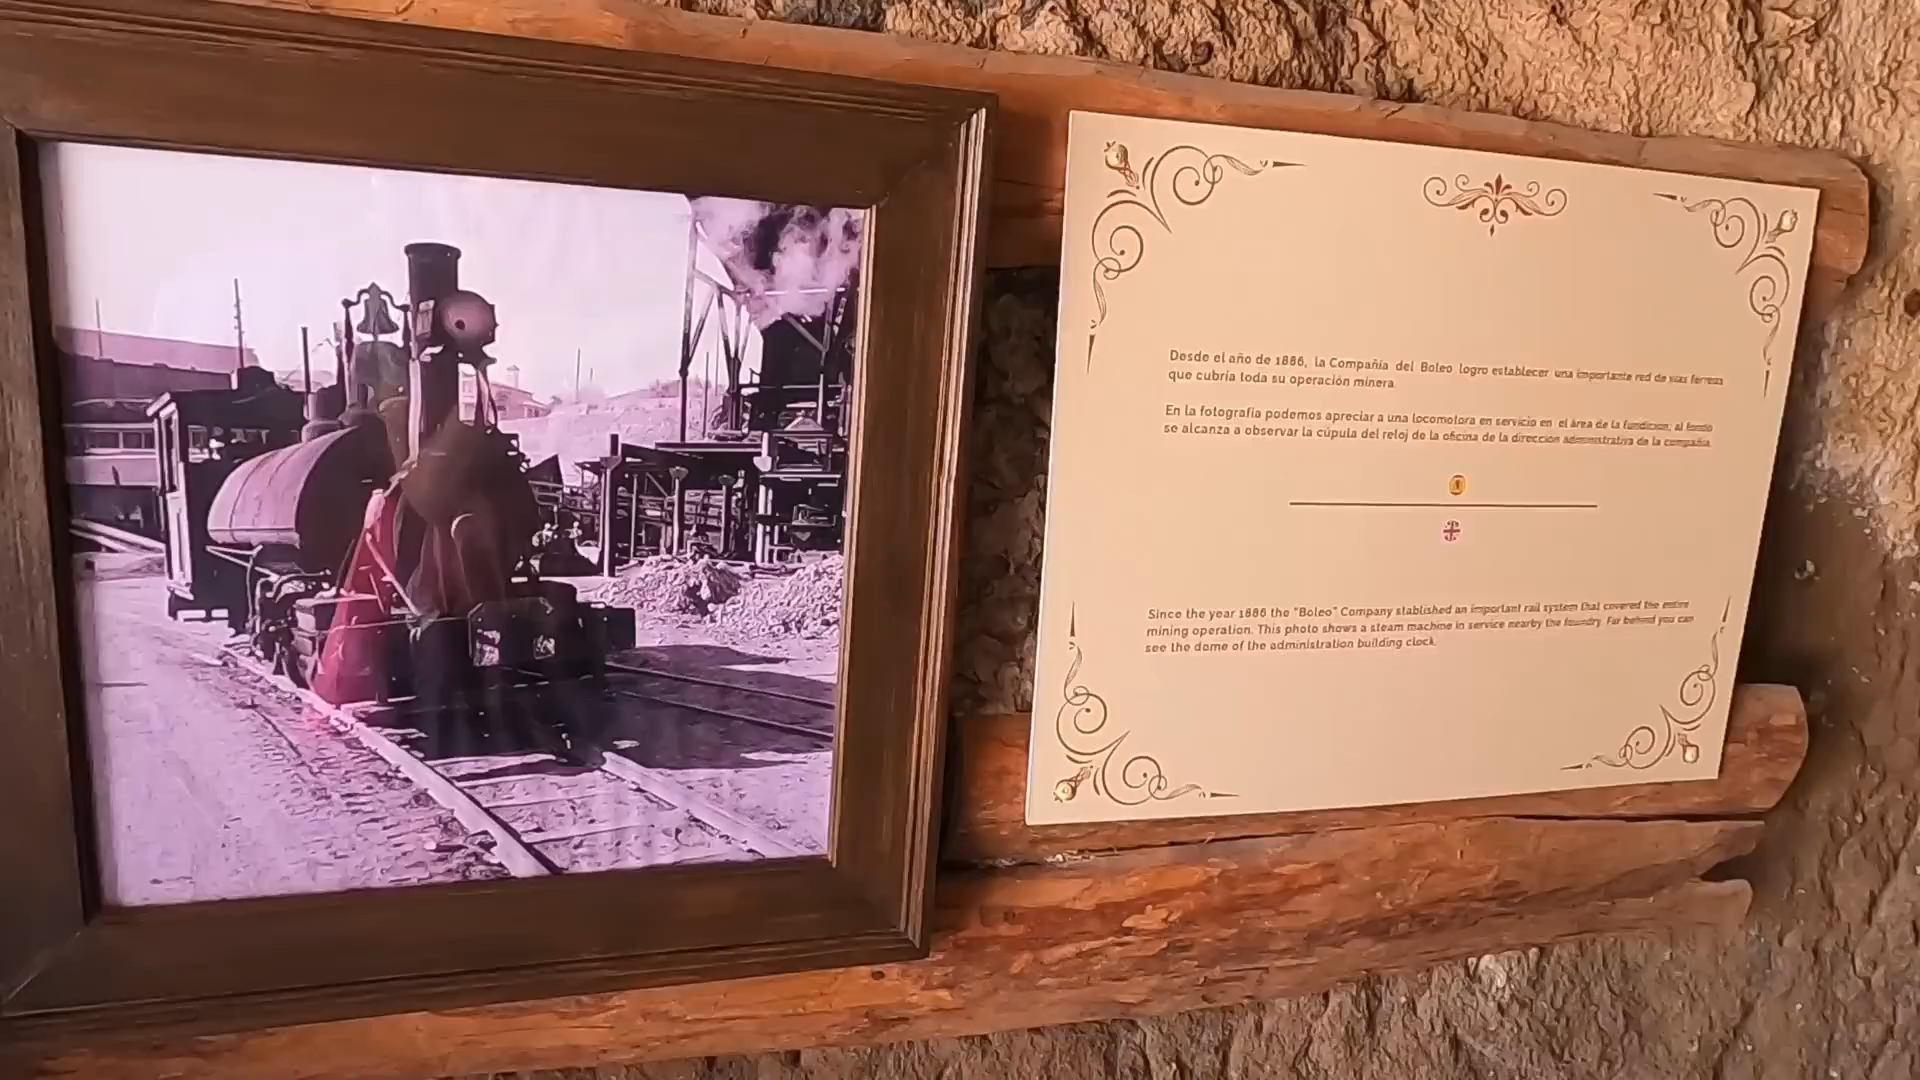 Desde el año de 1886, la Compañía del Boleo logro establecer una importante red de vías ferreas
que cubría toda su operación minera.
En la fotografía podemos apreciar a una locomotora en servicio en el área de la fundicion; al fondo
se alcanza a observar la cúpula del reloj de la oficina de la dirección administrativa de la compañía.
Since the year 1886 the "Boleo" Company stablished an important rail system that covered the entire
mining operation. This photo shows a steam machine in service nearby the foundry. Far behind you can
see the dome of the administration building clock.